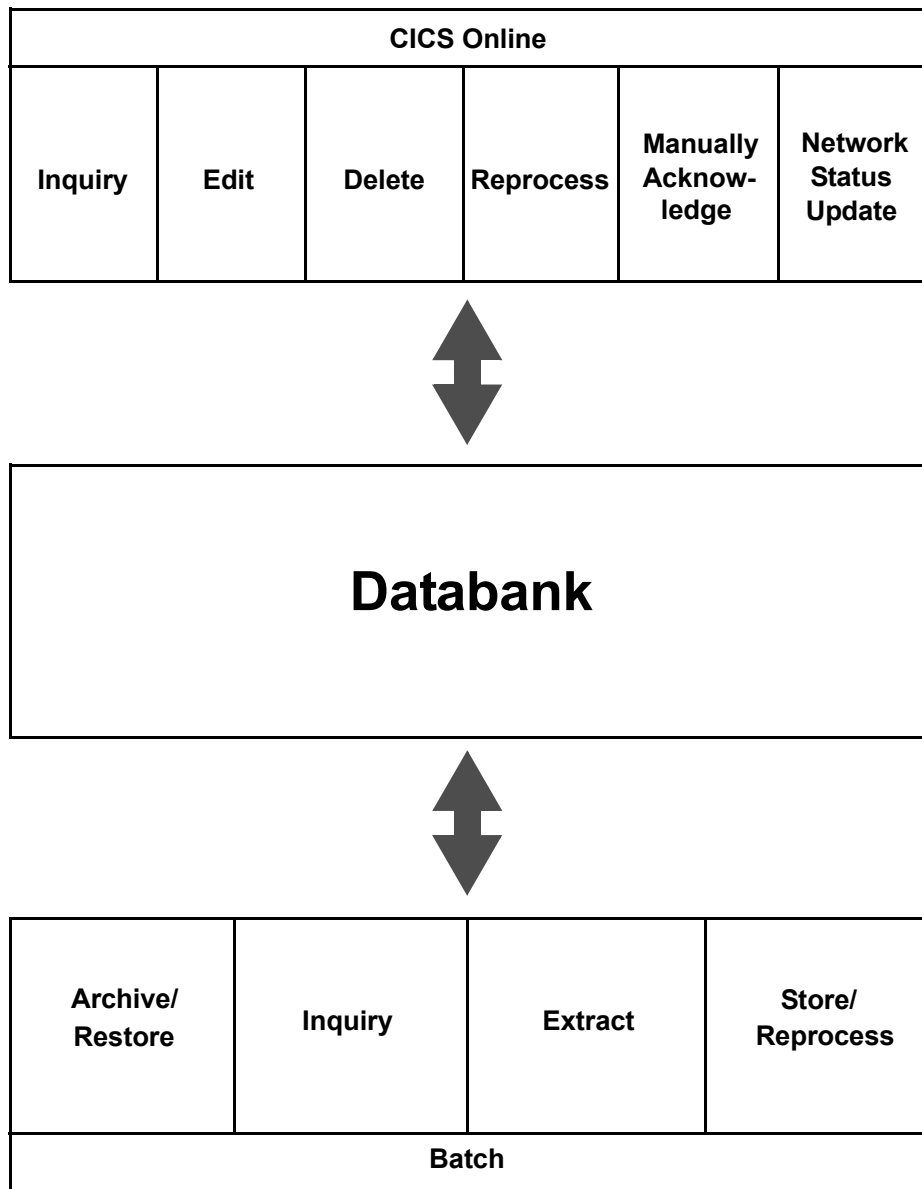 CICS Online
Inquiry
Edit
Delete
Reprocess
Manually
Acknow-
ledge
Network
Status
Update
Databank
Archive/
Restore
Inquiry
Extract
Store/
Reprocess
Batch